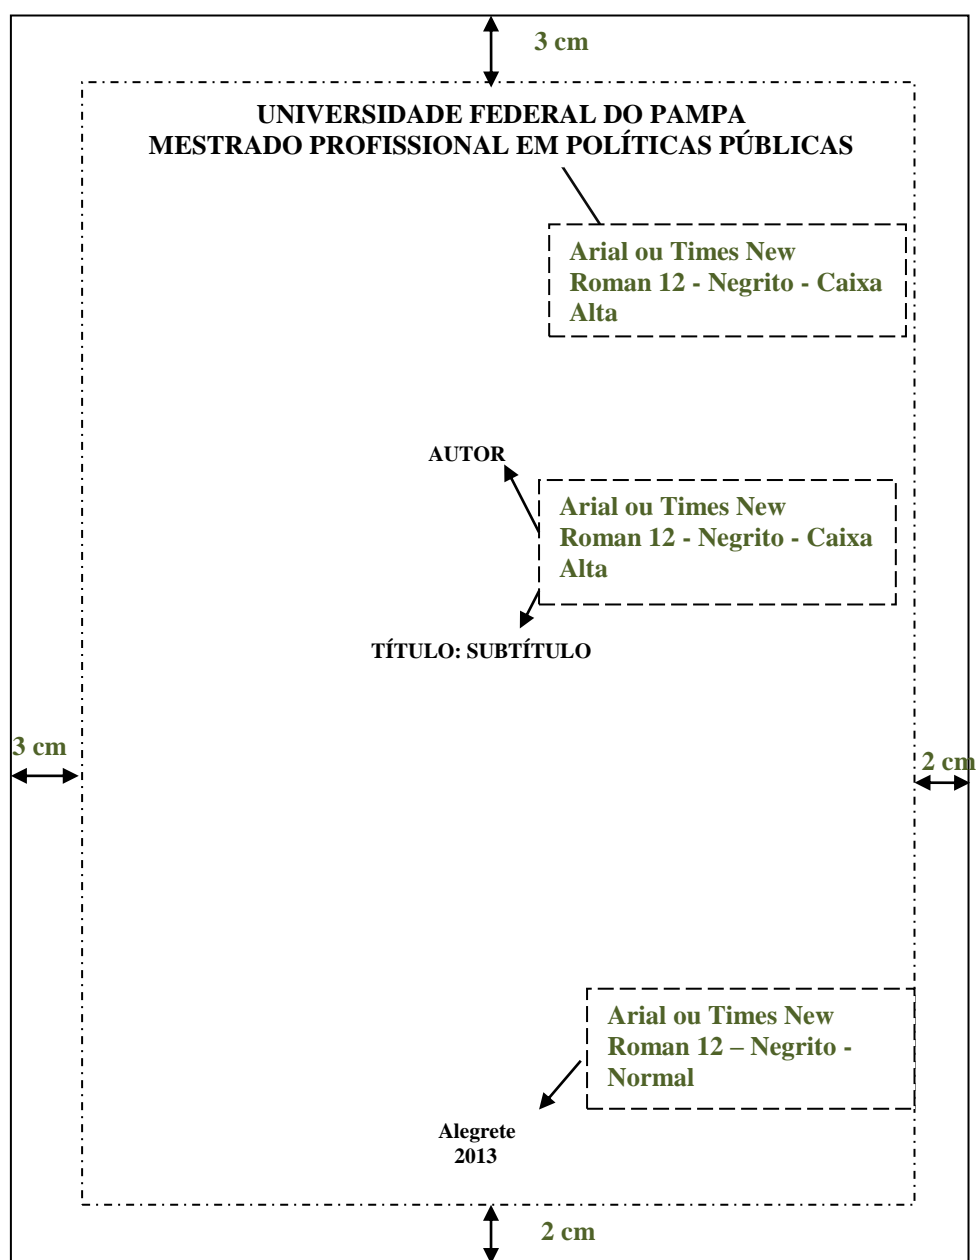 3 cm
UNIVERSIDADE FEDERAL DO PAMPA
MESTRADO PROFISSIONAL EM POLÍTICAS PÚBLICAS
Arial ou Times New
Roman 12 - Negrito - Caixa
Alta
AUTOR
Arial ou Times New
Roman 12 - Negrito - Caixa
Alta
TÍTULO: SUBTÍTULO
3 cm
2 cm
Arial ou Times New
Roman 12 – Negrito -
Normal
Alegrete
2013
2 cm